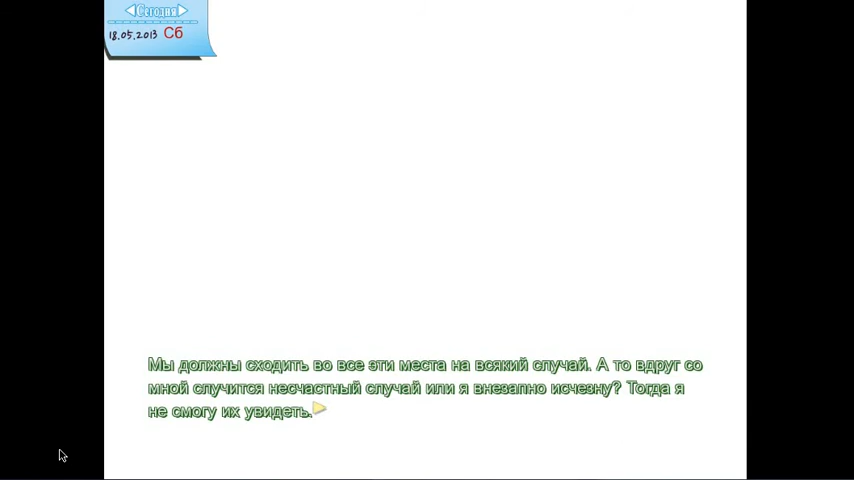 Сегодня
18.05.2013 Сб
Мы должны сходить во все эти места на всякий случай. А то вдруг со
мной случится несчастный случай или я внезапно исчезну? Тогда я
не смогу их увидеть.